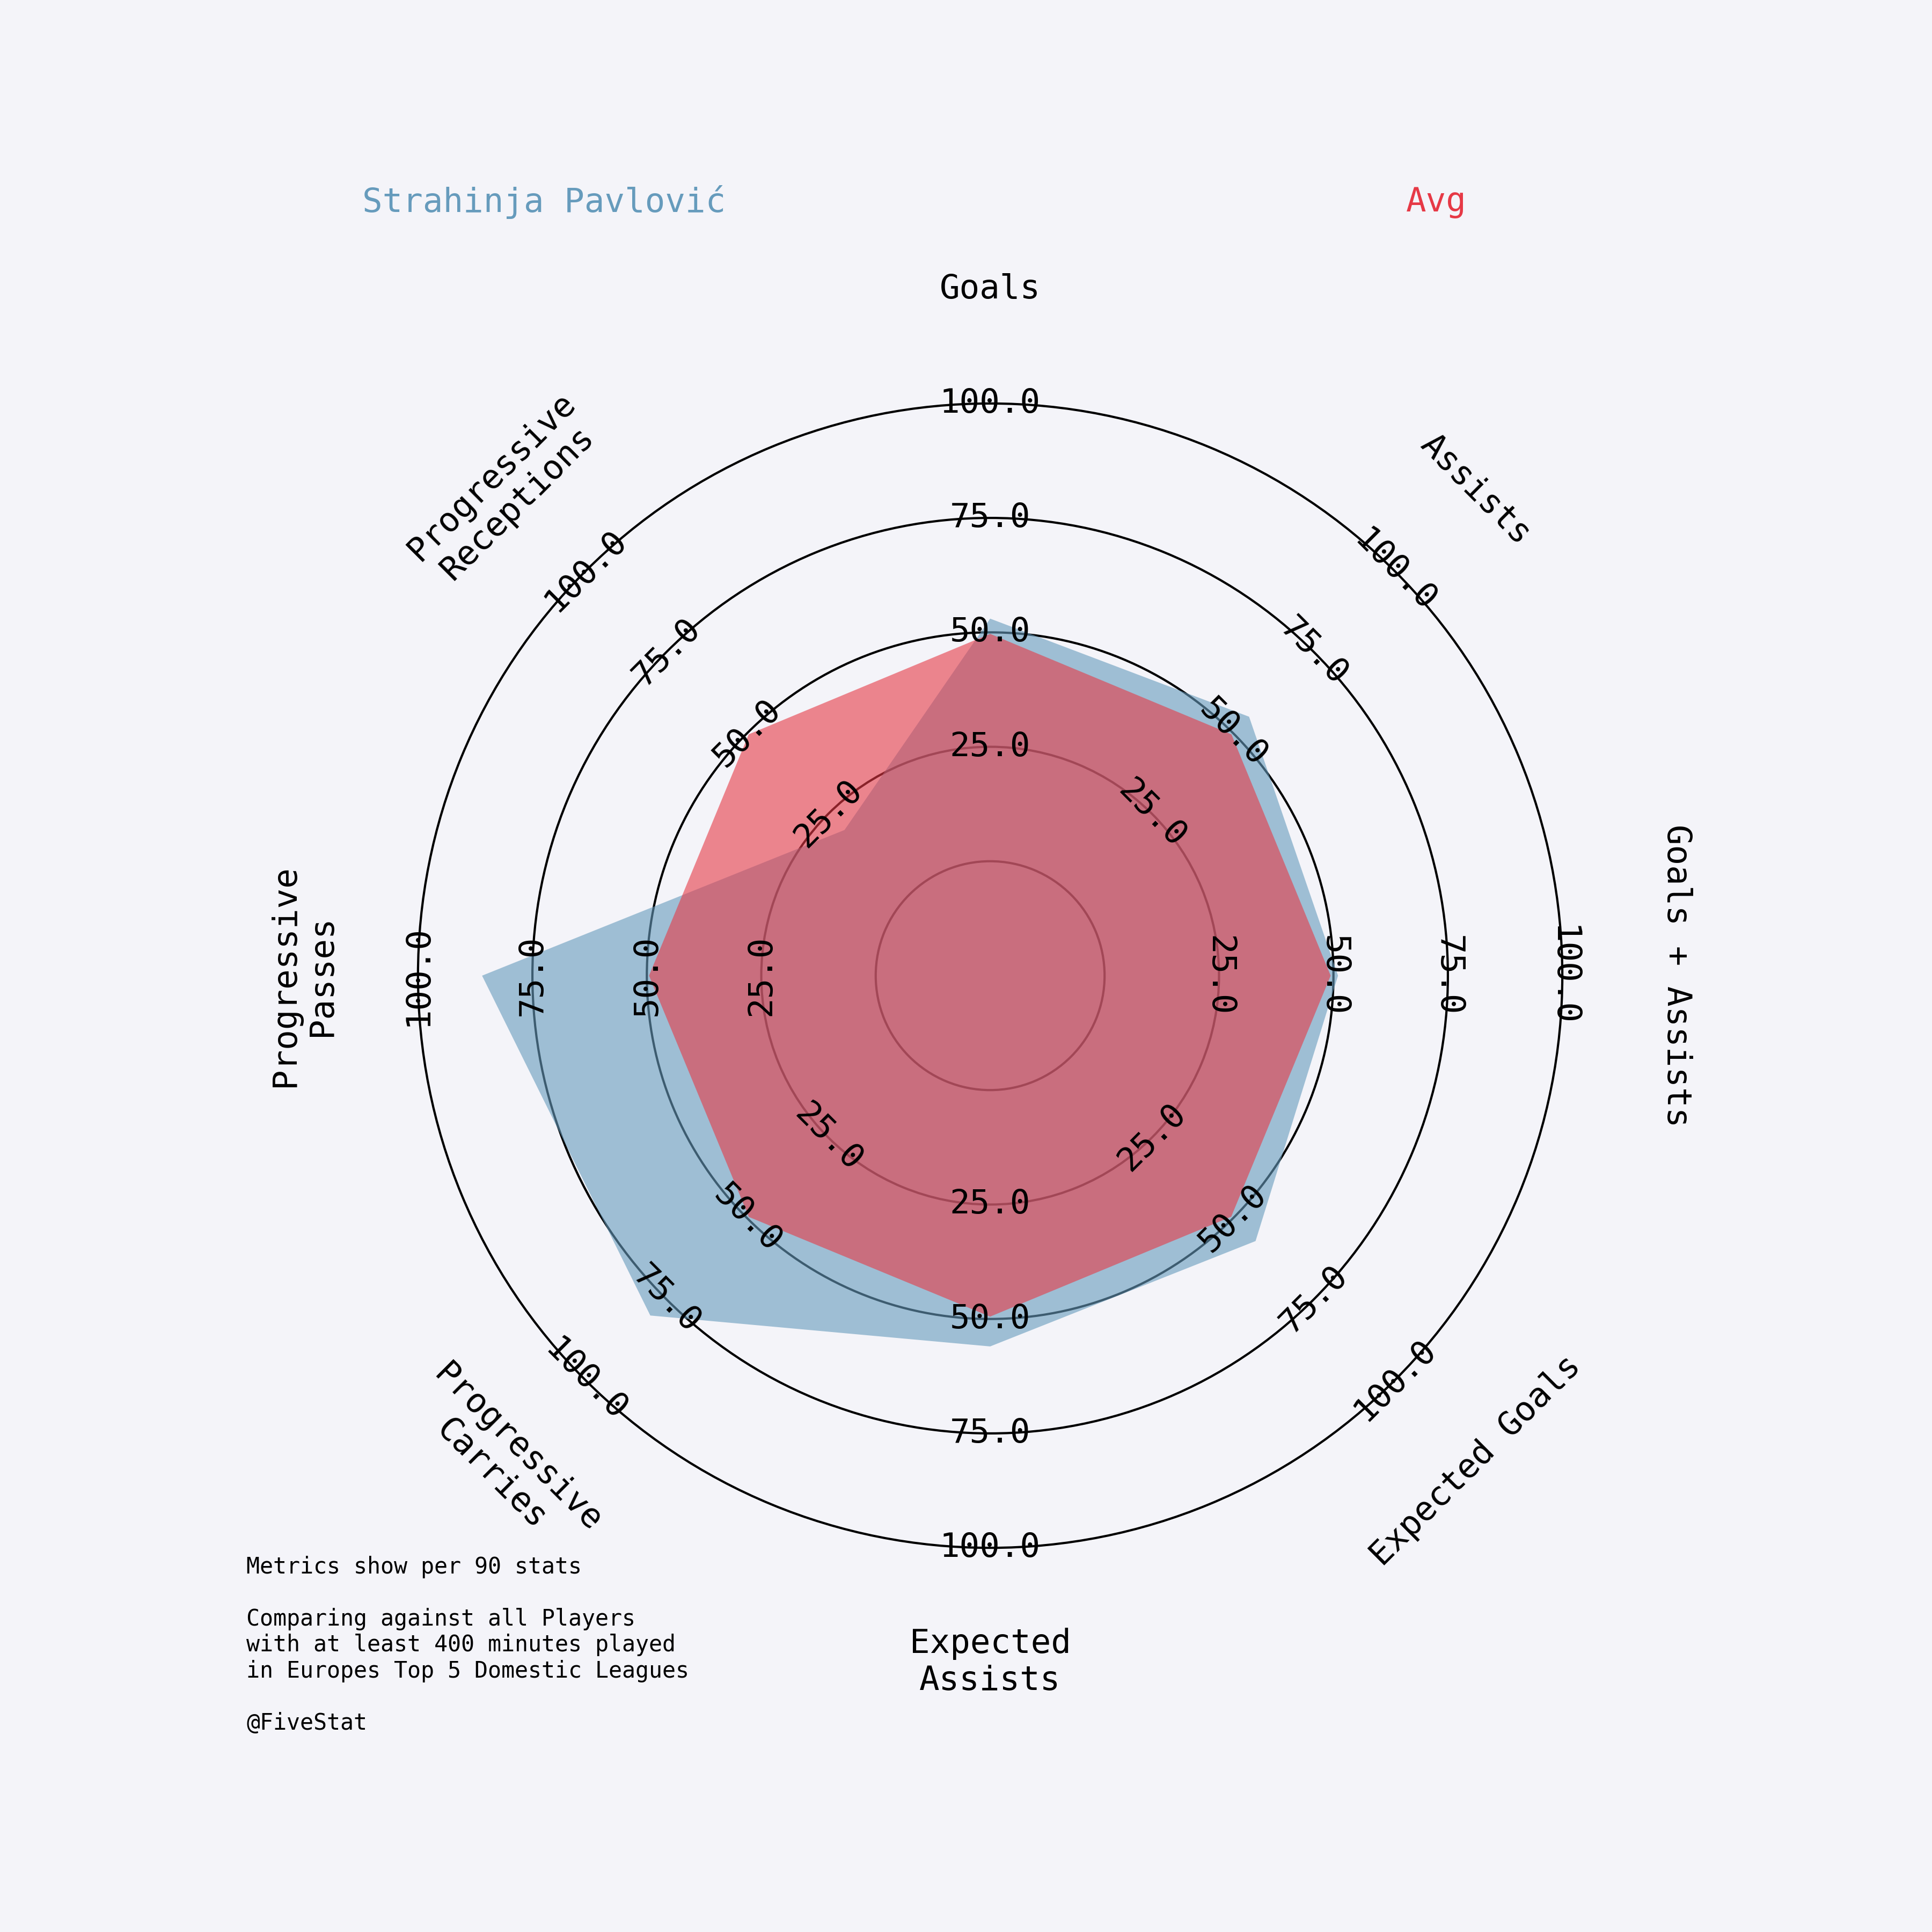 Strahinja Pavlović
Avg
Goals
Assists
Goals + Assists
Expected Goals
Expected
Assists
Progressive
Carries
Progressive
Passes
Progressive
Receptions
25.0
50.0
75.0
100.0
25.0
50.0
75.0
100.0
25.0
50.0
75.0
100.0
25.0
50.0
75.0
100.0
25.0
50.0
75.0
100.0
25.0
50.0
75.0
100.0
25.0
50.0
75.0
100.0
25.0
50.0
75.0
100.0
Metrics show per 90 stats
Comparing against all Players
with at least 400 minutes played
in Europes Top 5 Domestic Leagues
@FiveStat